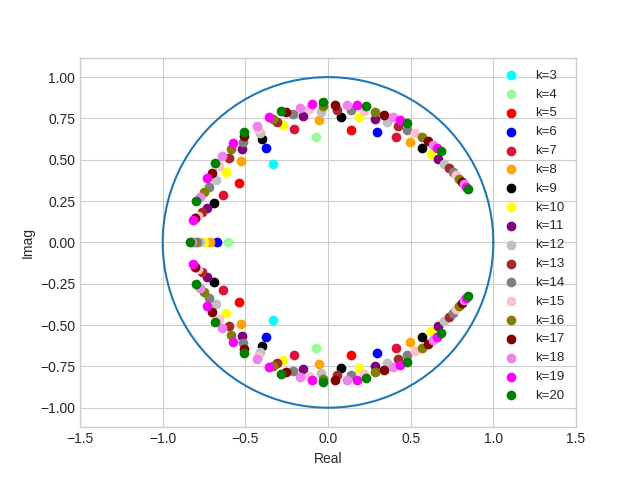 1.00
0.75
0.50
0.25
0.00
−0.25
−0.50
−0.75
−1.00
Imag
−1.5
−1.0
−0.5
0.0
0.5
1.0
1.5
Real
k=3
k=4
k=5
k=6
k=7
k=8
k=9
k=10
k=11
k=12
k=13
k=14
k=15
k=16
k=17
k=18
k=19
k=20